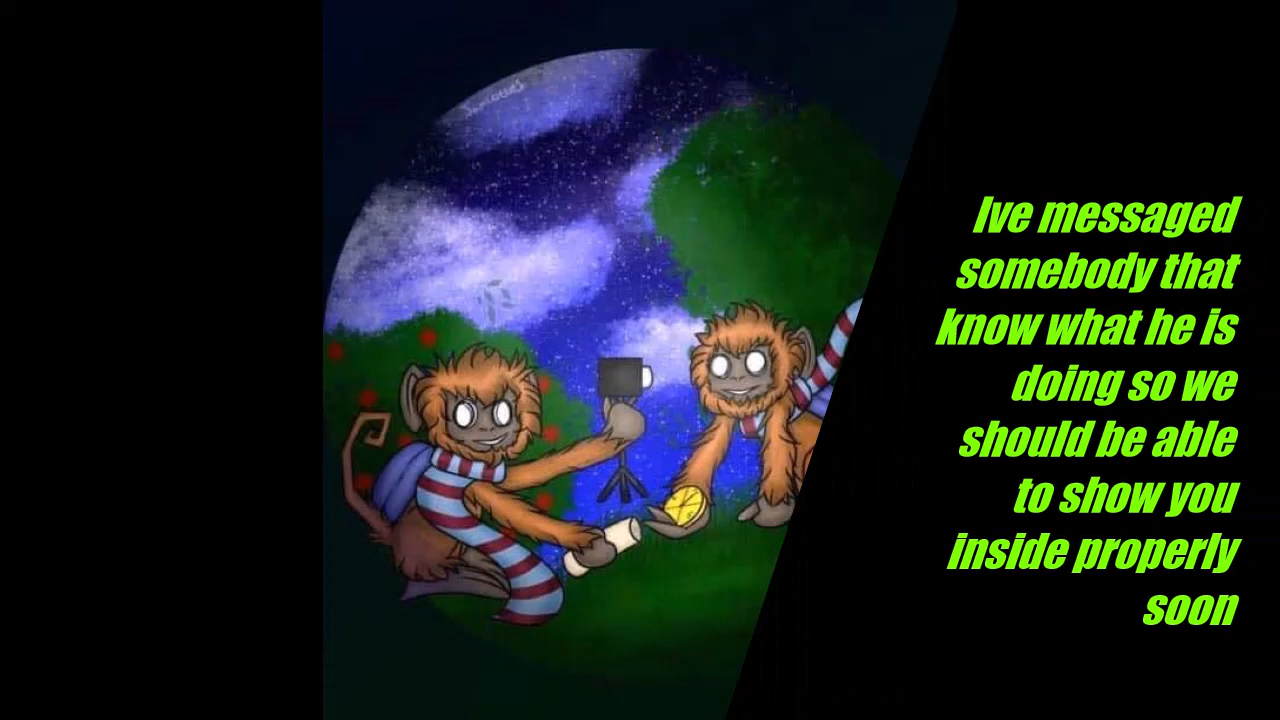 Ive messaged
somebody that
know what he is
doing so we
should be able
to show you
inside properly
soon